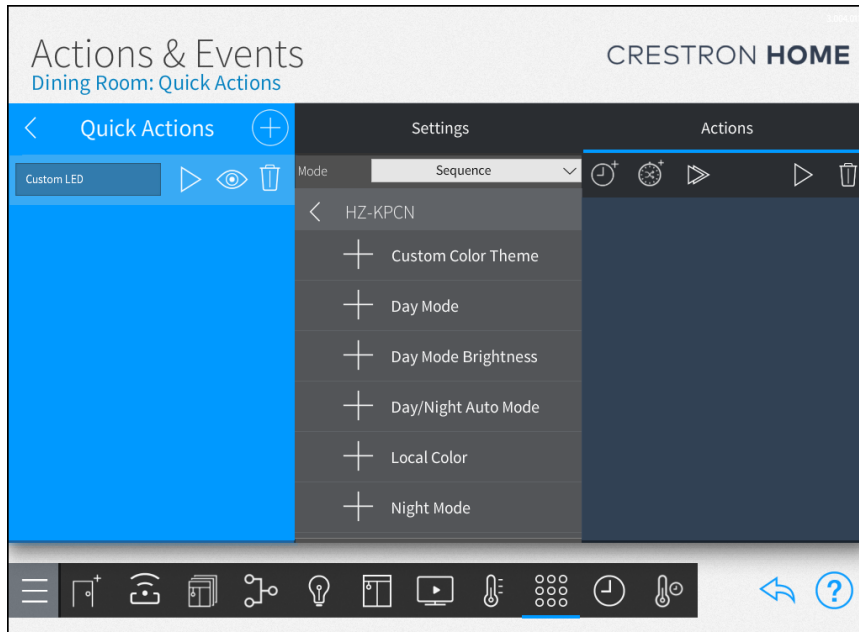 Actions & Events
Dining Room: Quick Actions
CRESTRON HOME
Quick Actions
Settings
Actions
Custom LED
Mode
Sequence
HZ-KPCN
Custom Color Theme
Day Mode
Day Mode Brightness
Day/Night Auto Mode
Local Color
Night Mode
?